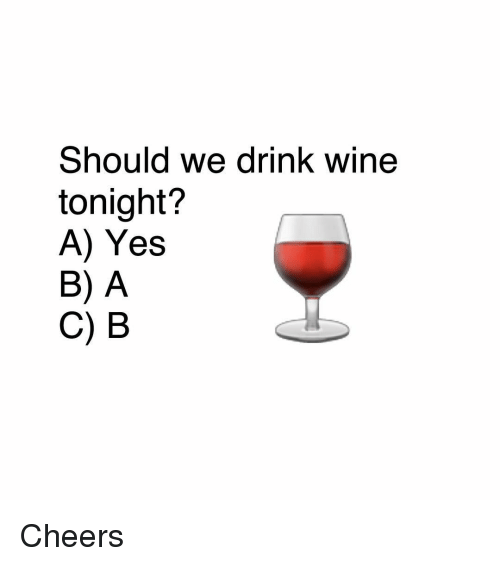 Should we drink wine
tonight?
A) Yes
B) A
C) B
Cheers